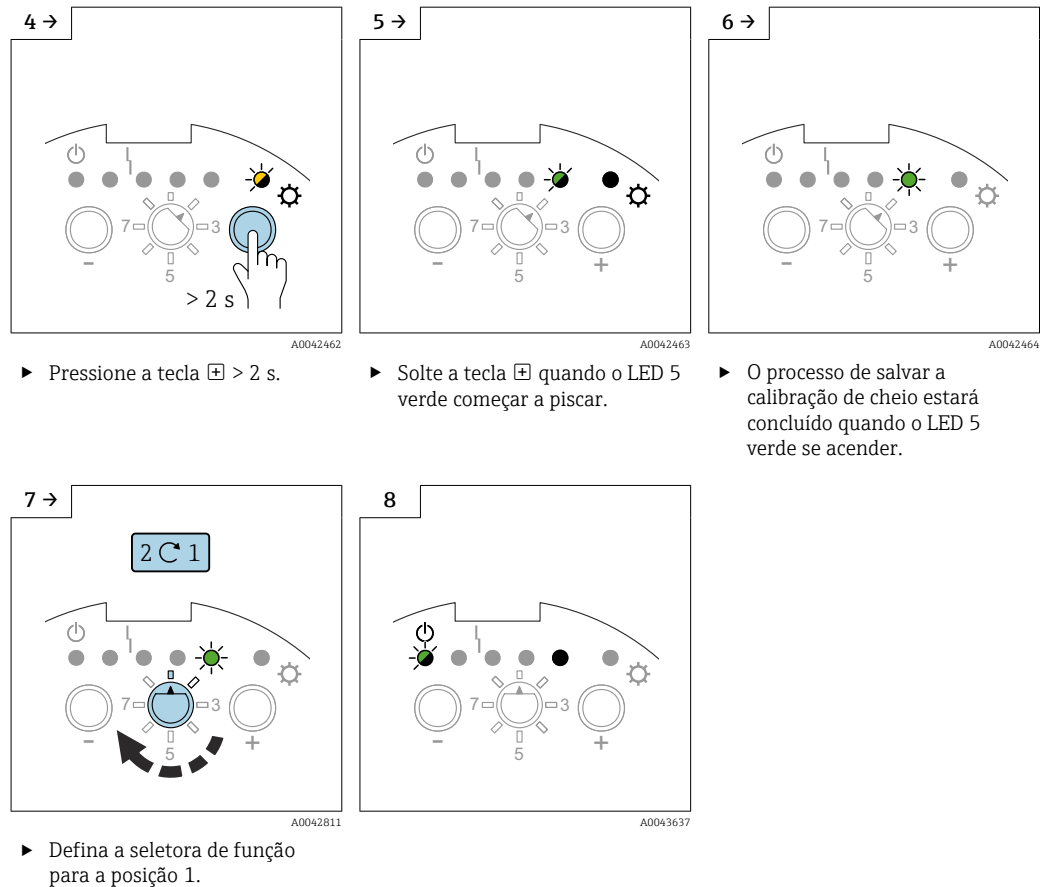 4 →
7
3
5
> 2 s
A0042462
▶ Pressione a tecla ⊞ > 2 s.
5 →
7
3
5
–
+
A0042463
▶ Solte a tecla ⊞ quando o LED 5
verde começar a piscar.
6 →
7
3
5
–
+
A0042464
▶ O processo de salvar a
calibração de cheio estará
concluído quando o LED 5
verde se acender.
7 →
2 ↻ 1
7
3
5
–
+
A0042811
▶ Defina a seletora de função
para a posição 1.
8
7
3
5
–
+
A0043637